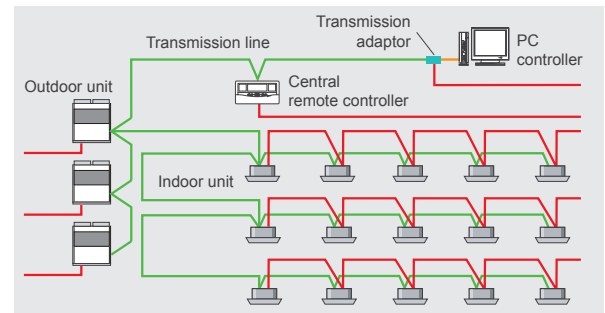 Transmission
adaptor
PC
controller
Transmission line
Central
remote controller
Outdoor unit
Indoor unit